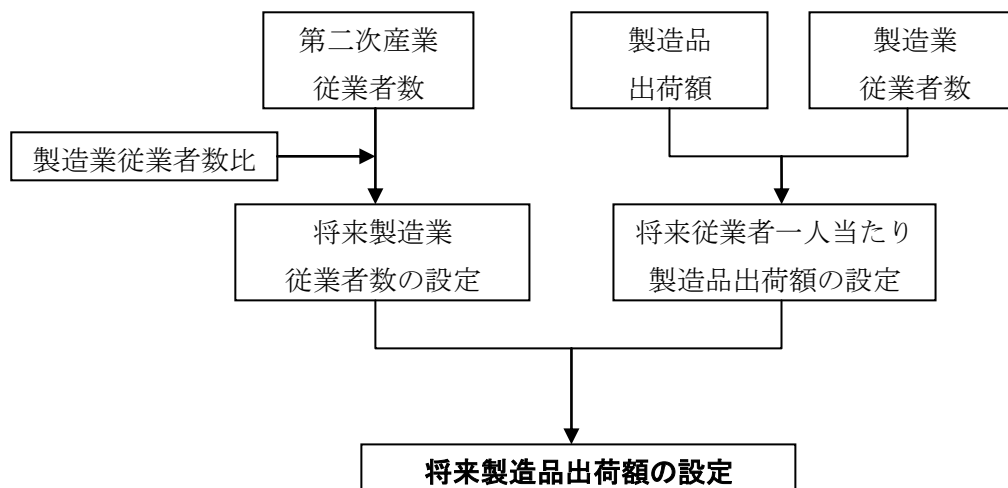 第二次産業
従業者数
製造品
出荷額
製造業
従業者数
製造業従業者数比
将来製造業
従業者数の設定
将来従業者一人当たり
製造品出荷額の設定
将来製造品出荷額の設定